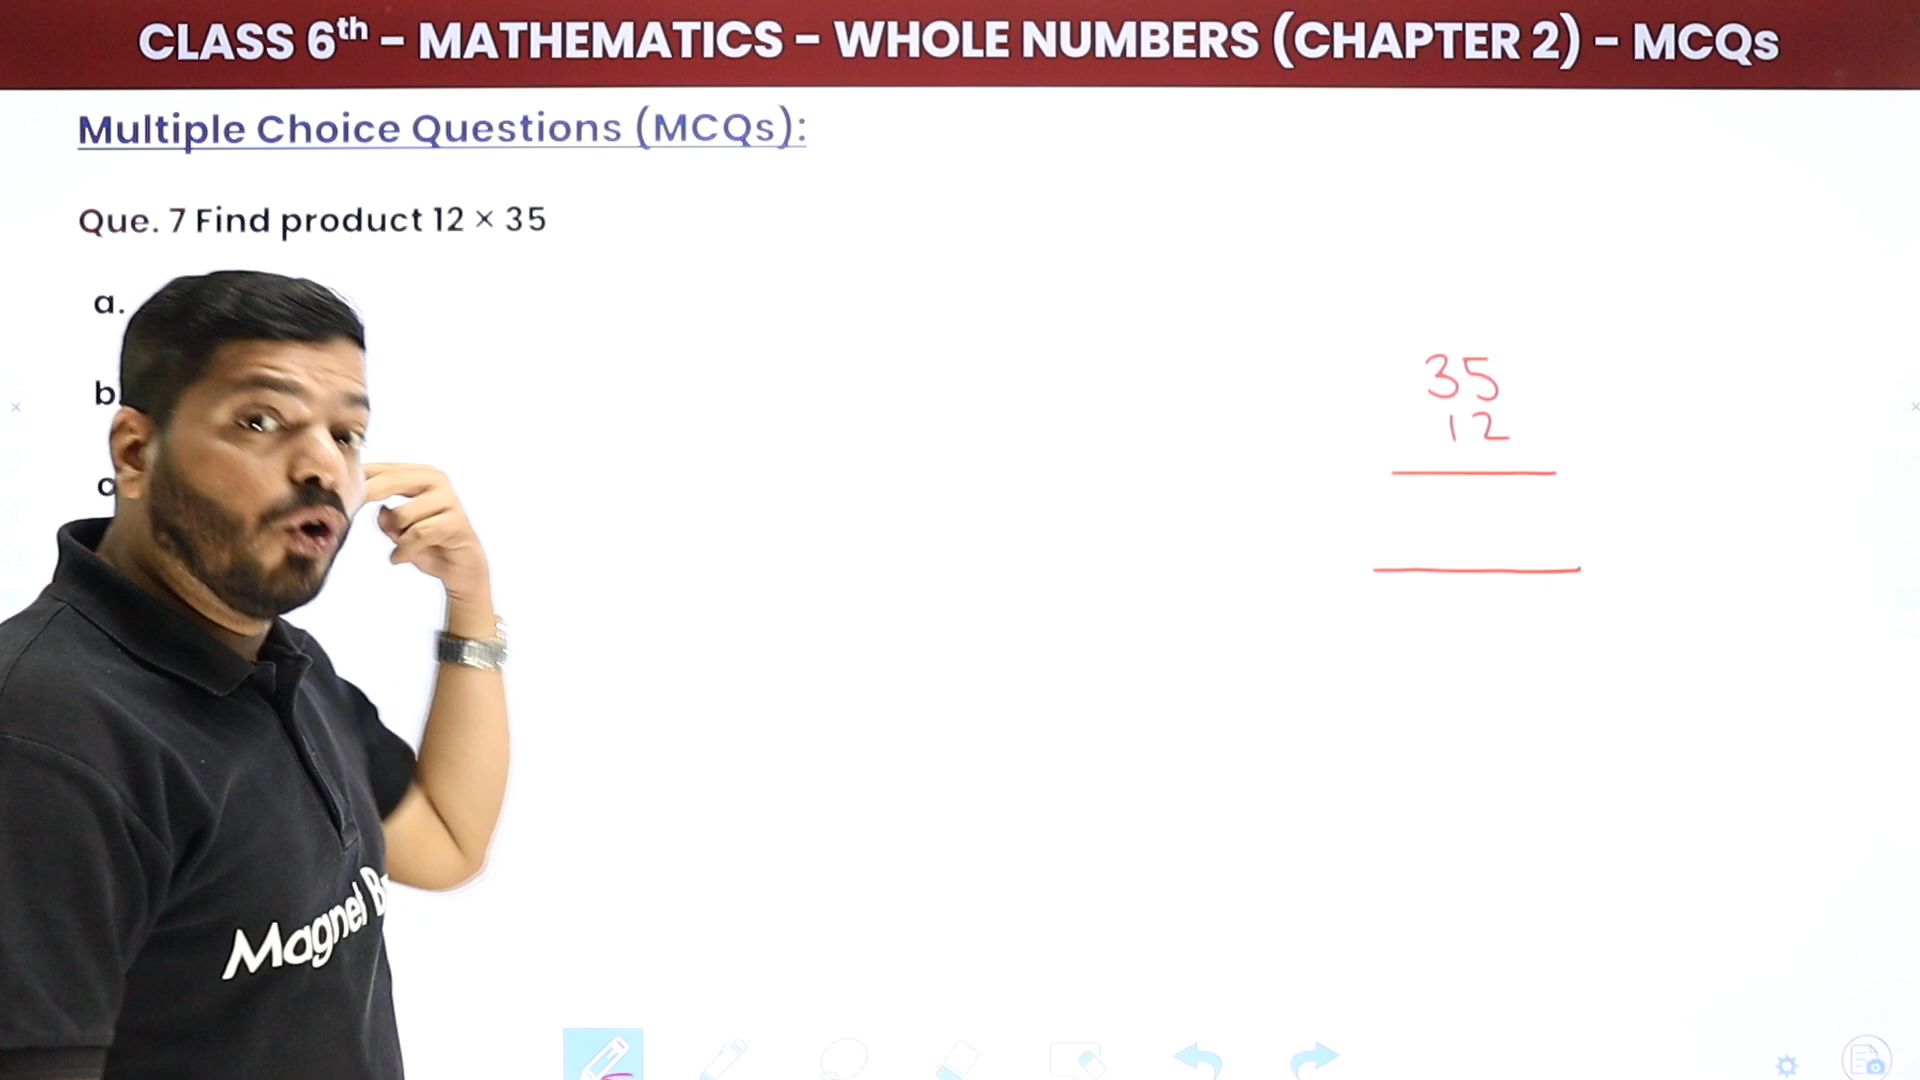 CLASS 6th – MATHEMATICS – WHOLE NUMBERS (CHAPTER 2) – MCQs
Multiple Choice Questions (MCQs):
Que. 7 Find product 12 × 35
a.
b.
c
35
12
Magnet B